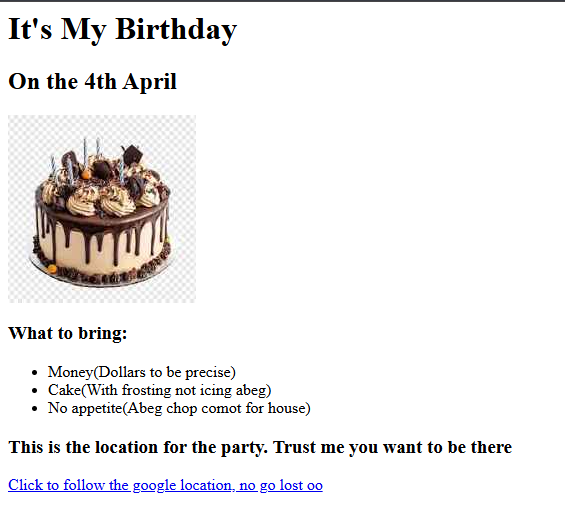 It's My Birthday
On the 4th April
What to bring:
Money(Dollars to be precise)
Cake(With frosting not icing abeg)
No appetite(Abeg chop comot for house)
This is the location for the party. Trust me you want to be there
Click to follow the google location, no go lost oo